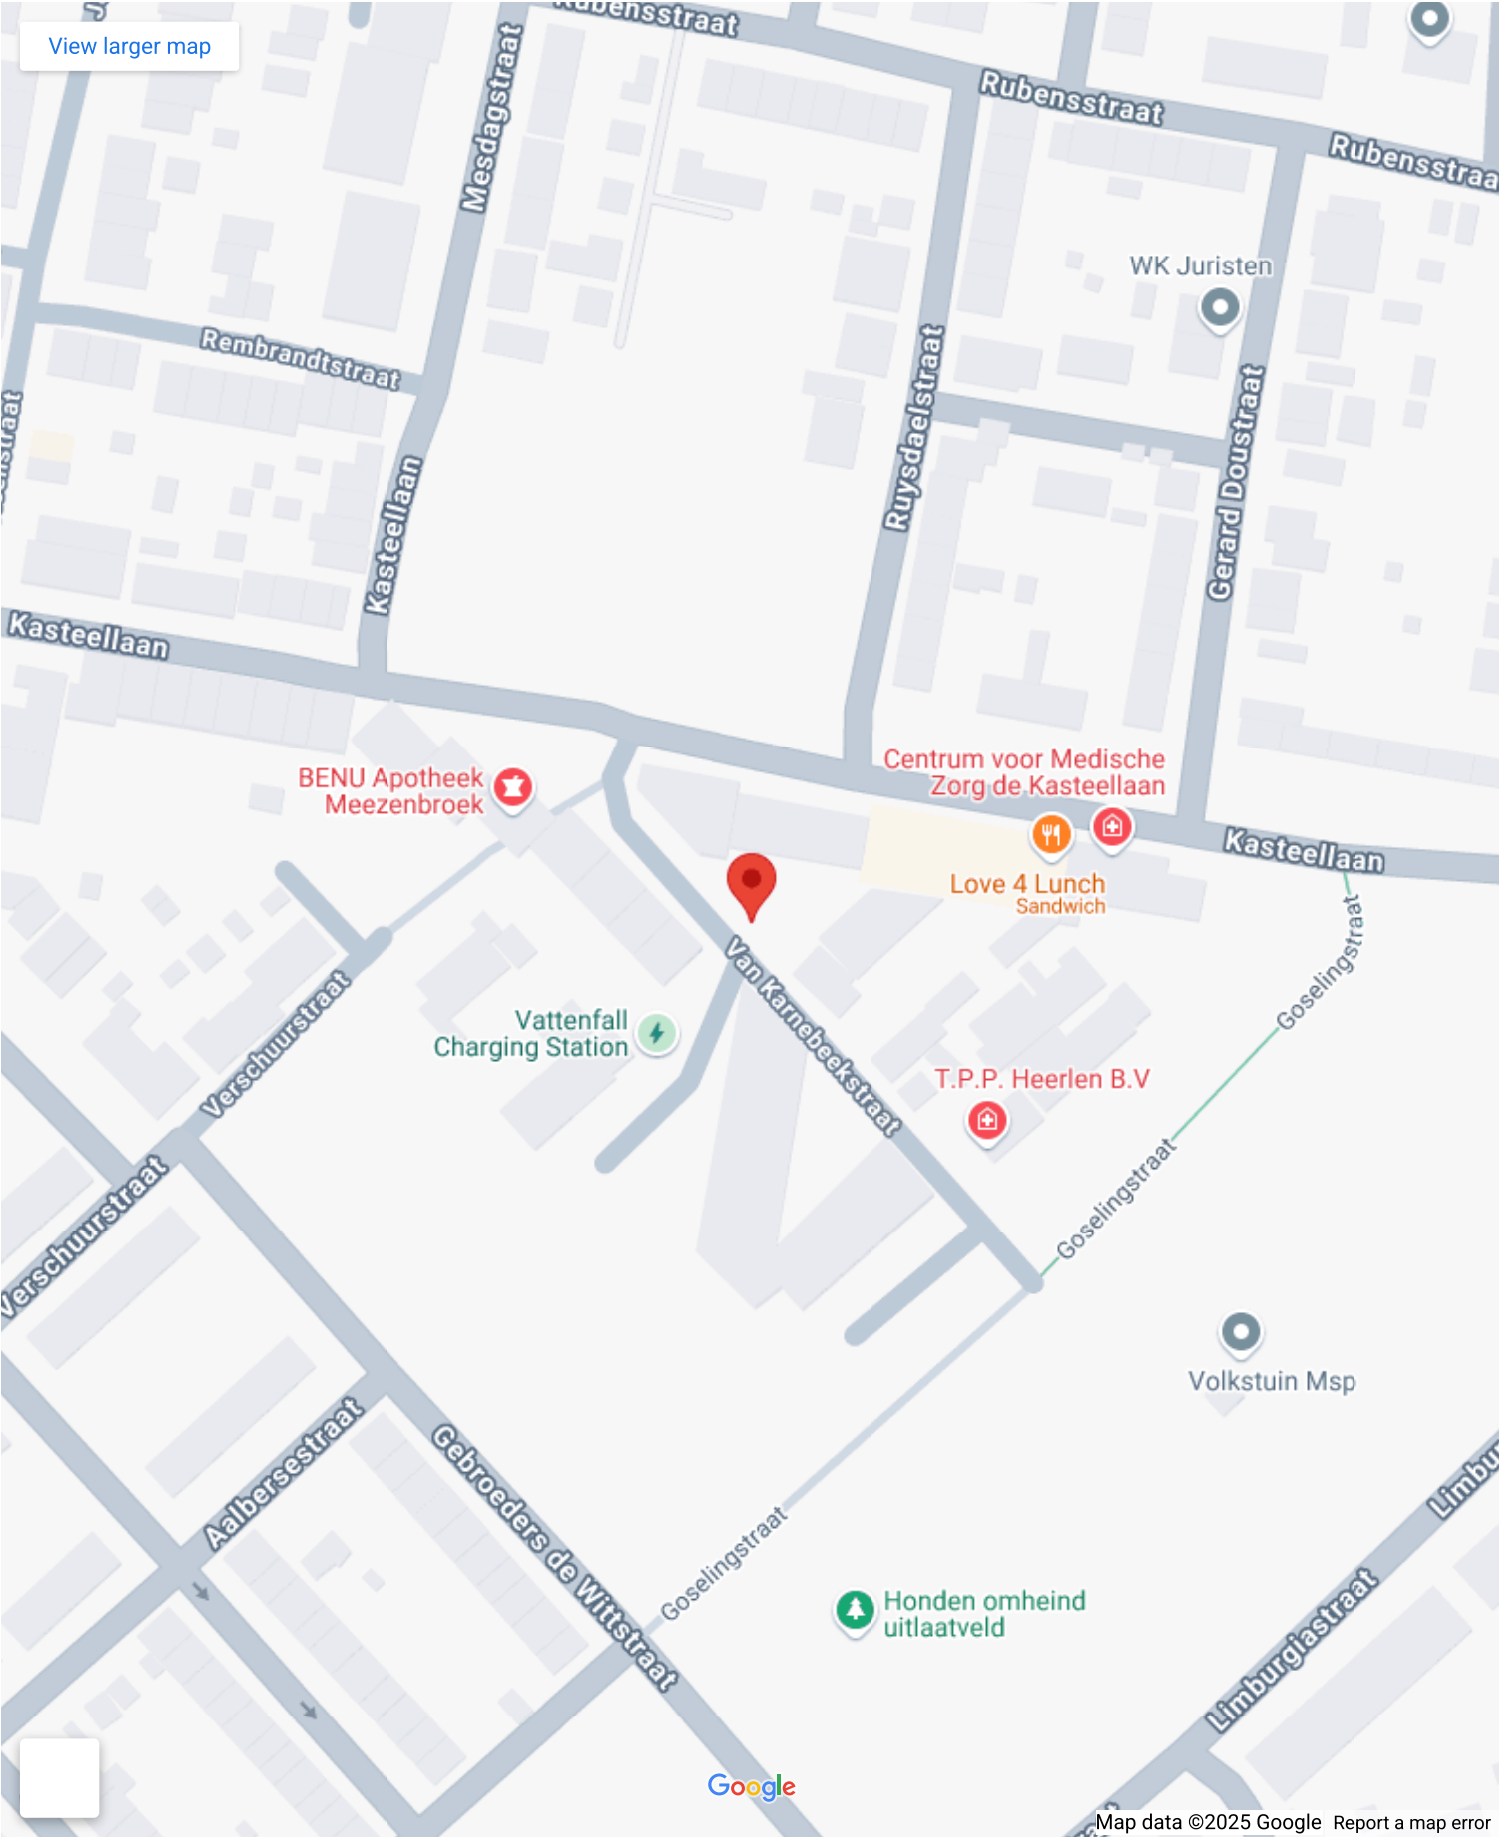 View larger map
Rubensstraat
Rubensstraat
Mesdagstraat
WK Juristen
Rembrandtstraat
Ruysdaelstraat
Gerard Doustraat
Kasteellaan
Kasteellaan
Centrum voor Medische
Zorg de Kasteellaan
BENU Apotheek
Meezenbroek
Kasteellaan
Love 4 Lunch
Sandwich
Goselingstraat
Van Karnebeekstraat
Verschuurstraat
Vattenfall
Charging Station
T.P.P. Heerlen B.V
Goselingstraat
Verschuurstraat
Volkstuin Msp
Aalbersestraat
Gebroeders de Wittstraat
Goselingstraat
Honden omheind
uitlaatveld
Limburgiastraat
Google
Map data ©2025 Google
Report a map error